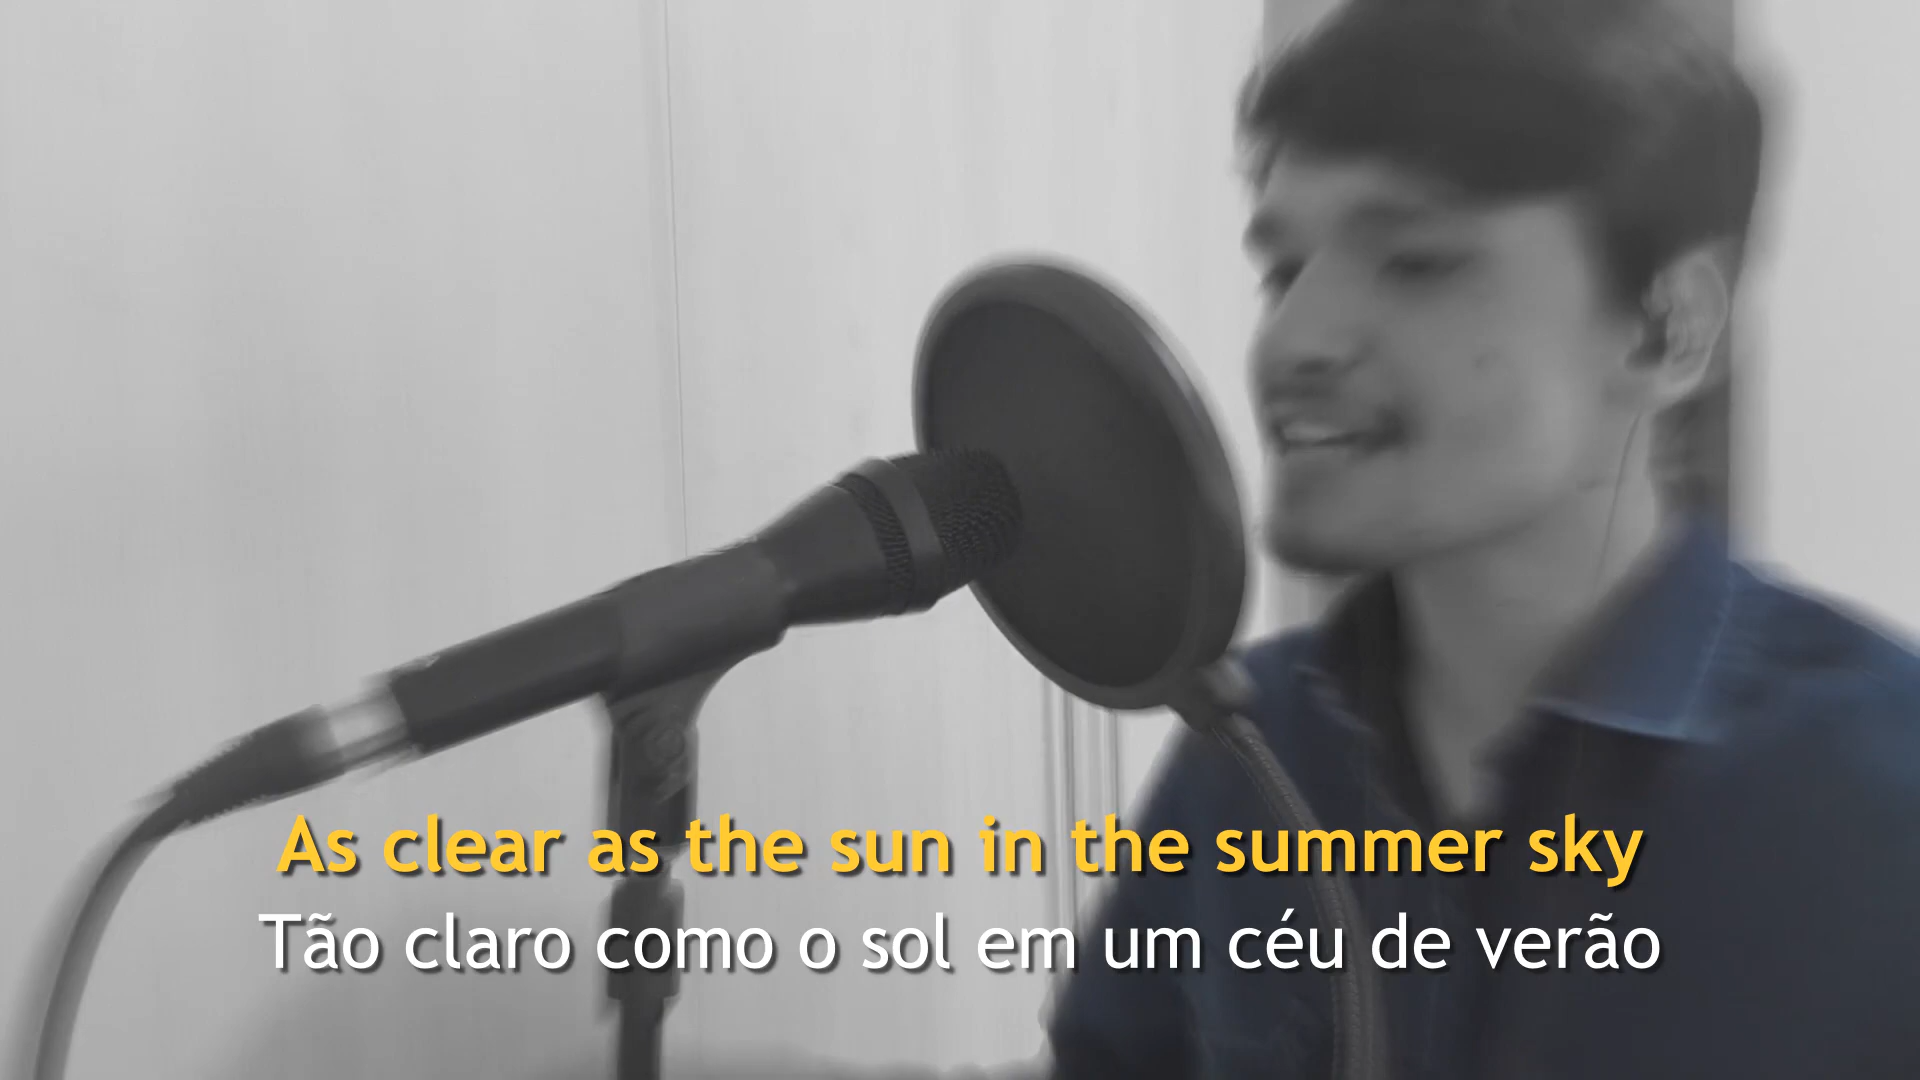 As clear as the sun in the summer sky
Tão claro como o sol em um céu de verão